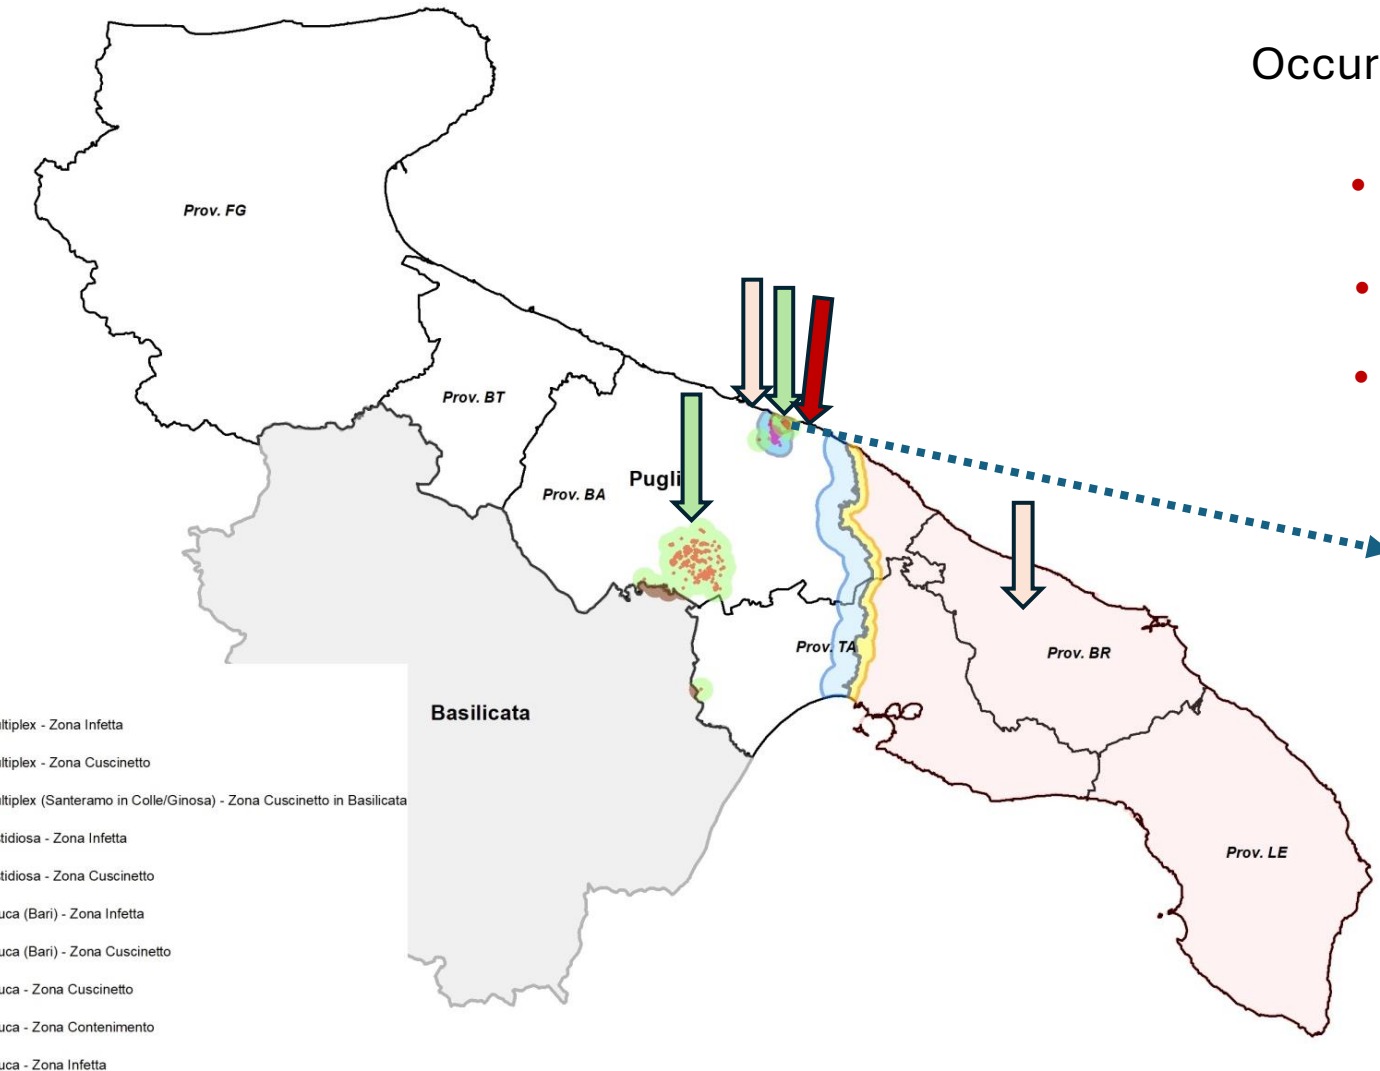 Occur
Prov. FG
Prov. BT
Pugli
Prov. BA
Prov. TA
Prov. BR
Basilicata
Prov. LE
ltiplex - Zona Infetta
ltiplex - Zona Cuscinetto
ltiplex (Santeramo in Colle/Ginosa) - Zona Cuscinetto in Basilicata
tidiosa - Zona Infetta
tidiosa - Zona Cuscinetto
uca (Bari) - Zona Infetta
uca (Bari) - Zona Cuscinetto
uca - Zona Cuscinetto
uca - Zona Contenimento
uca - Zona Infetta